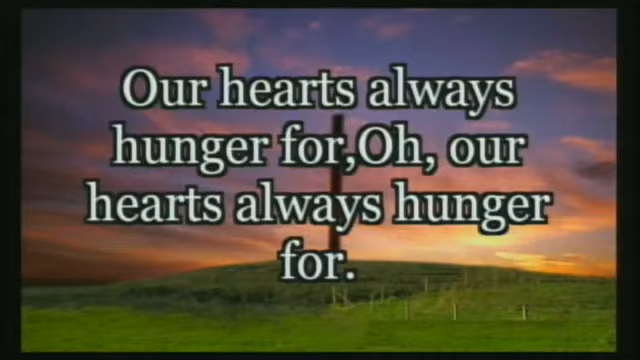 Our hearts always
hunger for,Oh, our
hearts always hunger
for.